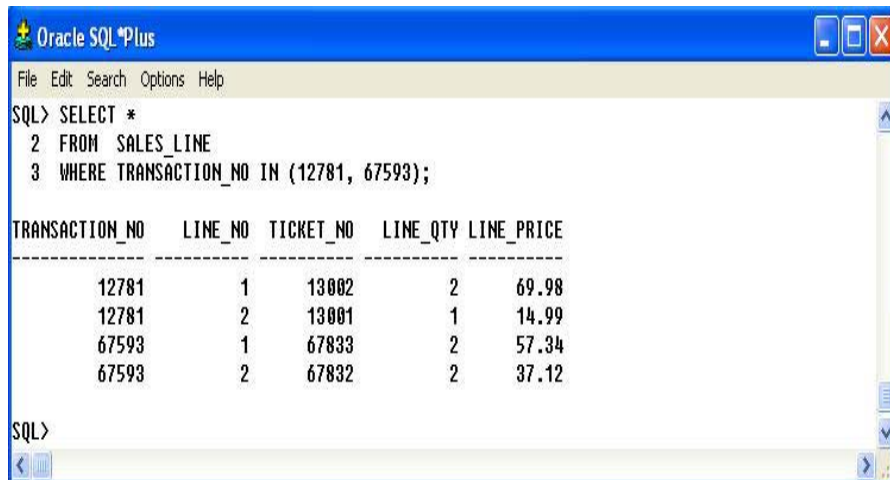 Oracle SQL*Plus
File Edit Search Options Help
SQL> SELECT *
2 FROM SALES_LINE
3 WHERE TRANSACTION_NO IN (12781, 67593);
TRANSACTION_NO LINE_NO TICKET_NO LINE_QTY LINE_PRICE
-------------- ---------- ---------- ---------- ----------
12781 1 13002 2 69.98
12781 2 13001 1 14.99
67593 1 67833 2 57.34
67593 2 67832 2 37.12
SQL>